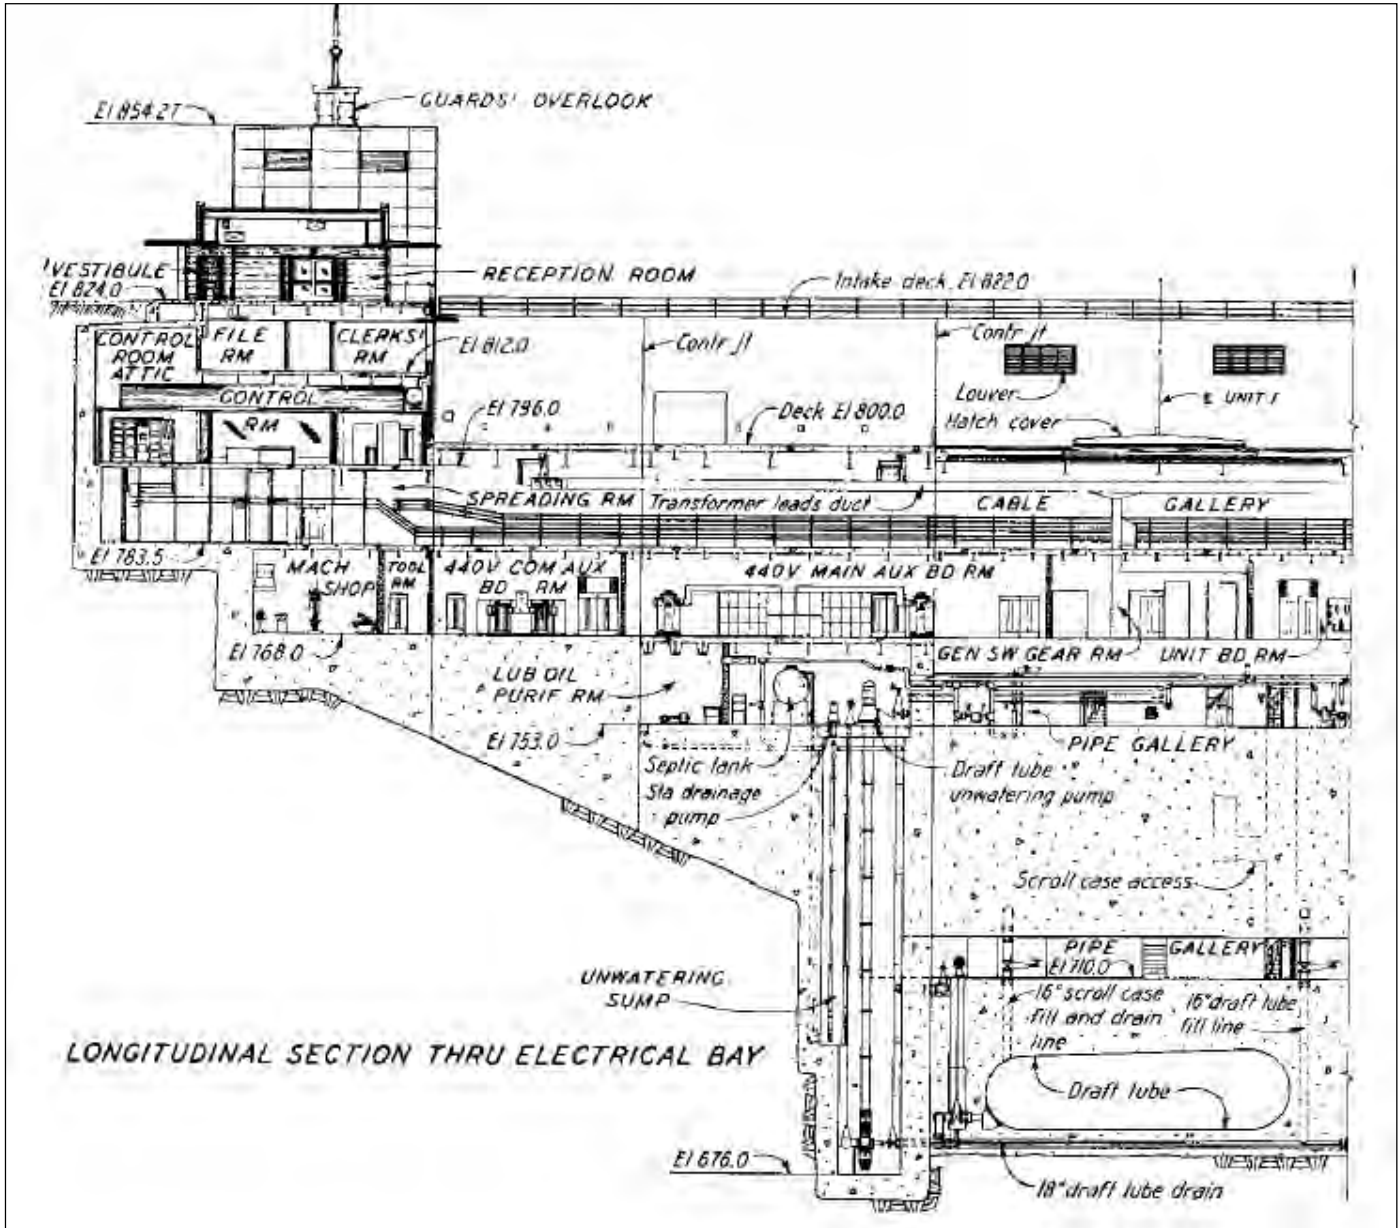 GUARDS' OVERLOOK
El 854.27
VESTIBULE
El 824.0
RECEPTION ROOM
Intake deck, El 822.0
CONTROL
ROOM
ATTIC
FILE
RM
CLERKS'
RM
El 812.0
Contr jt
Contr jt
Louver
Hatch cover
UNIT 1
CONTROL
RM
El 796.0
Deck El 800.0
SPREADING RM
Transformer leads duct
CABLE GALLERY
El 783.5
MACH
SHOP
TOOL
RM
440V COM AUX
BD RM
440V MAIN AUX BD RM
El 768.0
GEN SW GEAR RM
UNIT BD RM
LUB OIL
PURIF RM
El 753.0
PIPE GALLERY
Septic tank
Sta drainage
pump
Draft tube
unwatering pump
Scroll case access
PIPE GALLERY
El 710.0
UNWATERING
SUMP
16" scroll case
fill and drain
line
16" draft tube
fill line
LONGITUDINAL SECTION THRU ELECTRICAL BAY
Draft tube
El 676.0
18" draft tube drain